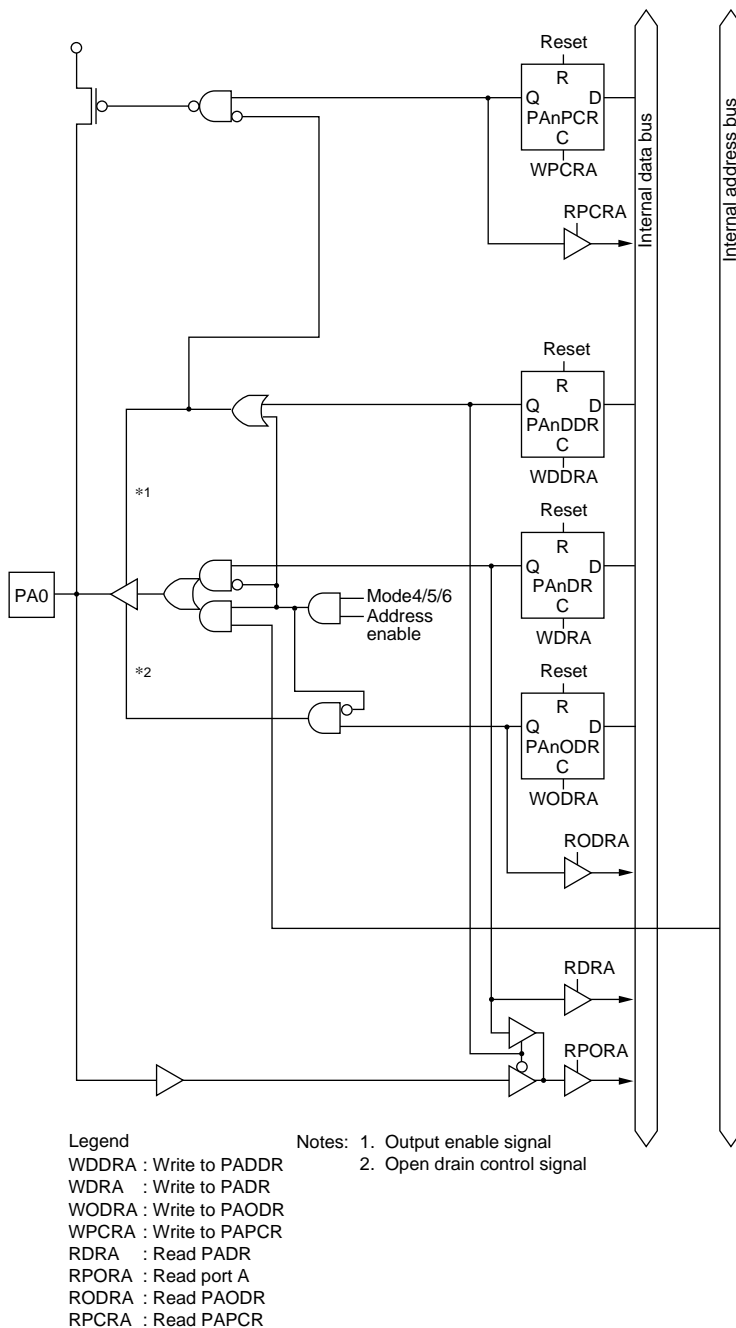 Reset
R
Q D
PAnPCR
C
WPCRA
RPCRA
Internal data bus
Internal address bus
Reset
R
Q D
PAnDDR
C
WDDRA
*1
Reset
R
Q D
PAnDR
C
WDRA
PA0
Mode4/5/6
Address
enable
*2
Reset
R
Q D
PAnODR
C
WODRA
RODRA
RDRA
RPORA
Legend
WDDRA : Write to PADDR
WDRA : Write to PADR
WODRA : Write to PAODR
WPCRA : Write to PAPCR
RDRA : Read PADR
RPORA : Read port A
RODRA : Read PAODR
RPCRA : Read PAPCR
Notes: 1. Output enable signal
2. Open drain control signal